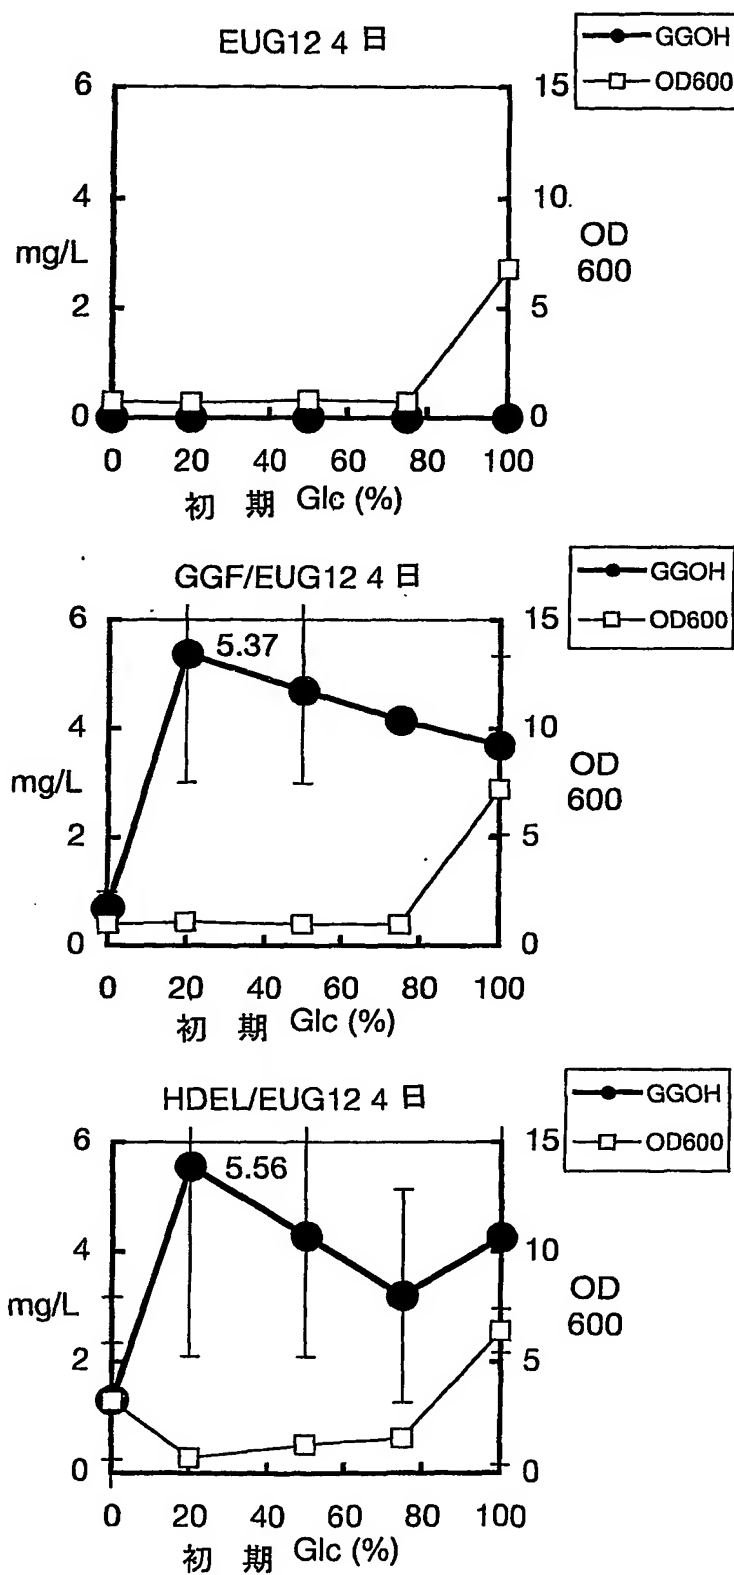 EUG12 4 日
GGOH
OD600
6
4
2
0
mg/L
15
10.
5
0
OD
600
0 20 40 60 80 100
初 期 Glc (%)
GGF/EUG12 4 日
GGOH
OD600
5.37
6
4
2
0
mg/L
15
10
5
0
OD
600
0 20 40 60 80 100
初 期 Glc (%)
HDEL/EUG12 4 日
GGOH
OD600
5.56
6
4
2
0
mg/L
15
10
5
0
OD
600
0 20 40 60 80 100
初 期 Glc (%)